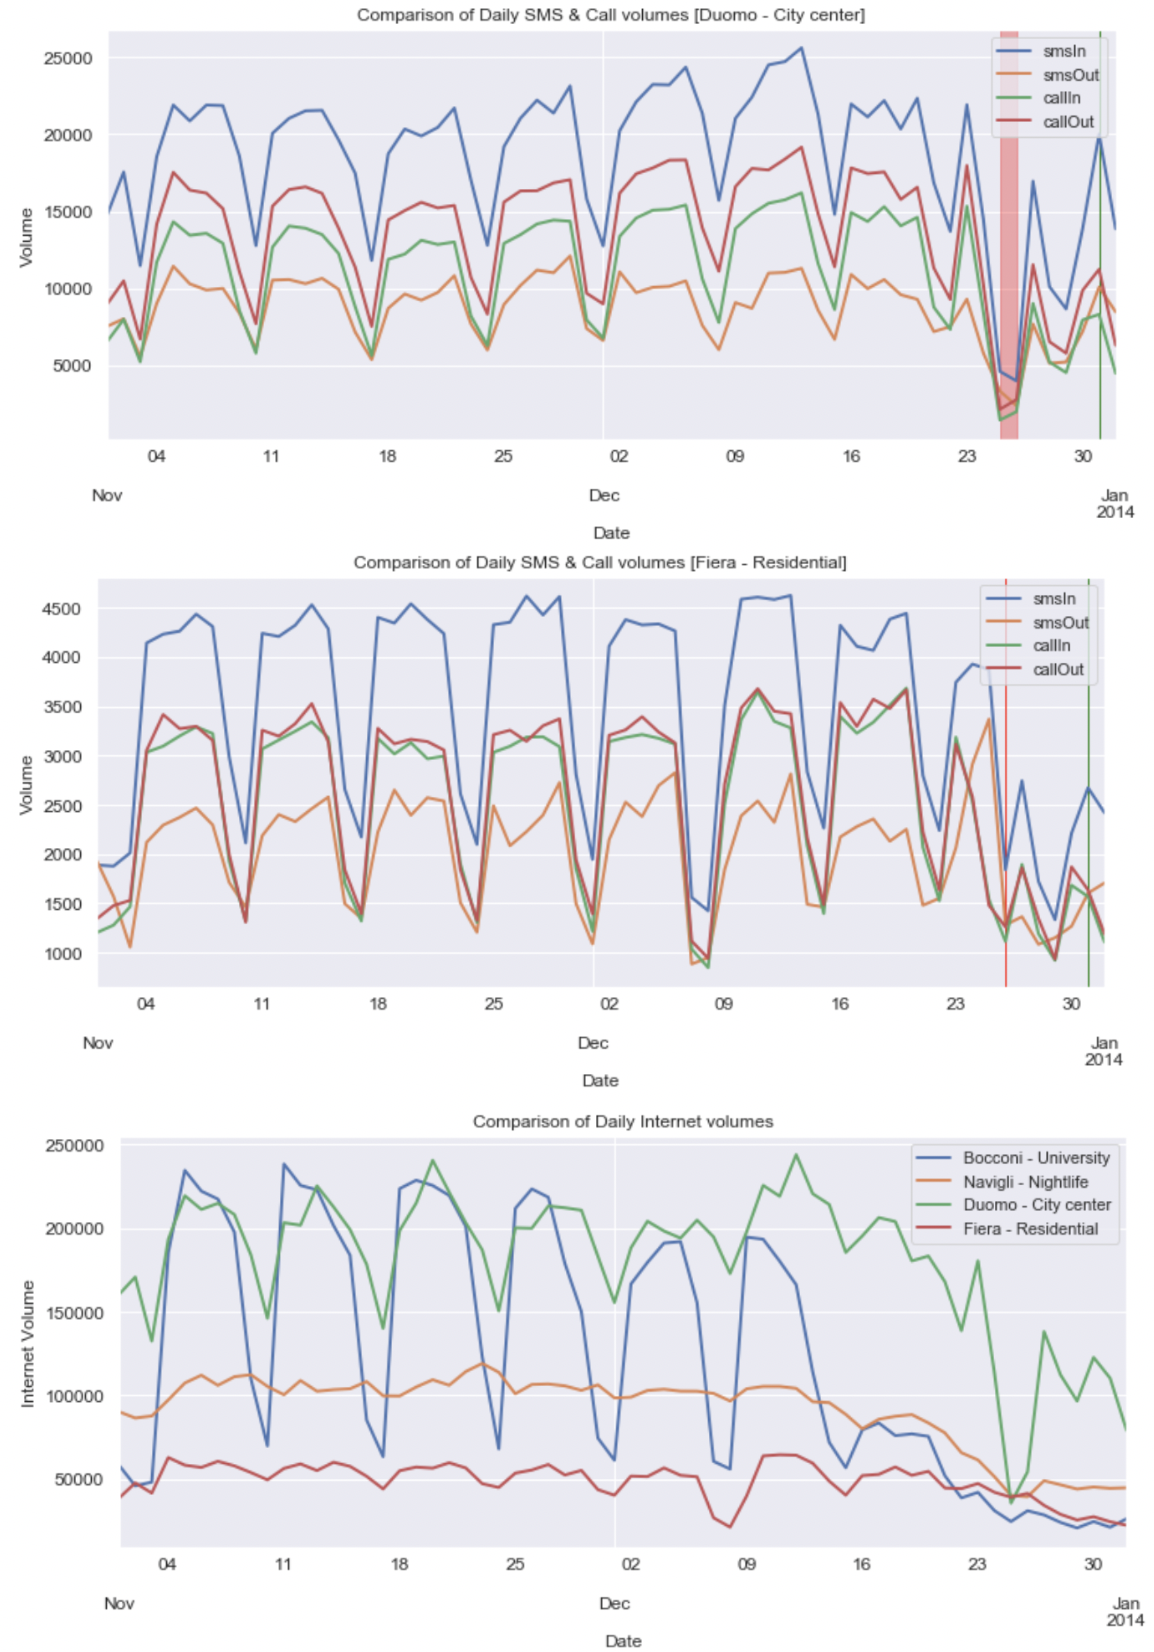 Comparison of Daily SMS & Call volumes [Duomo - City center]
25000
20000
15000
10000
5000
Volume
smsIn
smsOut
callIn
callOut
04 11 18 25 02 09 16 23 30
Nov Dec Jan
2014
Date
Comparison of Daily SMS & Call volumes [Fiera - Residential]
4500
4000
3500
3000
2500
2000
1500
1000
Volume
smsIn
smsOut
callIn
callOut
04 11 18 25 02 09 16 23 30
Nov Dec Jan
2014
Date
Comparison of Daily Internet volumes
250000
200000
150000
100000
50000
Internet Volume
Bocconi - University
Navigli - Nightlife
Duomo - City center
Fiera - Residential
04 11 18 25 02 09 16 23 30
Nov Dec Jan
2014
Date